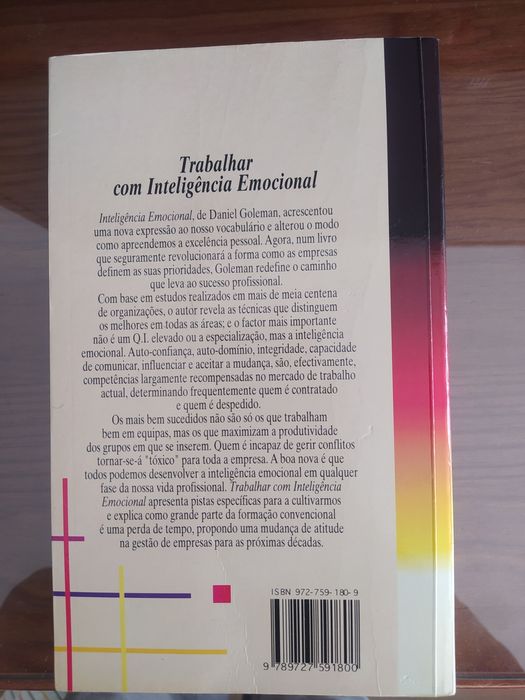 Trabalhar
com Inteligência Emocional
Inteligência Emocional, de Daniel Goleman, acrescentou
uma nova expressão ao nosso vocabulário e alterou o modo
como apreendemos a excelência pessoal. Agora, num livro
que seguramente revolucionará a forma como as empresas
definem as suas prioridades, Goleman redefine o caminho
que leva ao sucesso profissional.
Com base em estudos realizados em mais de meia centena
de organizações, o autor revela as técnicas que distinguem
os melhores em todas as áreas; e o factor mais importante
não é um Q.I. elevado ou a especialização, mas a inteligência
emocional. Auto-confiança, auto-domínio, integridade, capacidade
de comunicar, influenciar e aceitar a mudança, são, efectivamente,
competências largamente recompensadas no mercado de trabalho
actual, determinando frequentemente quem é contratado
e quem é despedido.
Os mais bem sucedidos não são só os que trabalham
bem em equipas, mas os que maximizam a produtividade
dos grupos em que se inserem. Quem é incapaz de gerir conflitos
tornar-se-á "tóxico" para toda a empresa. A boa nova é que
todos podemos desenvolver a inteligência emocional em qualquer
fase da nossa vida profissional. Trabalhar com Inteligência
Emocional apresenta pistas específicas para a cultivarmos
e explica como grande parte da formação convencional
é uma perda de tempo, propondo uma mudança de atitude
na gestão de empresas para as próximas décadas.
ISBN 972-759-180-9
9 789727 591800